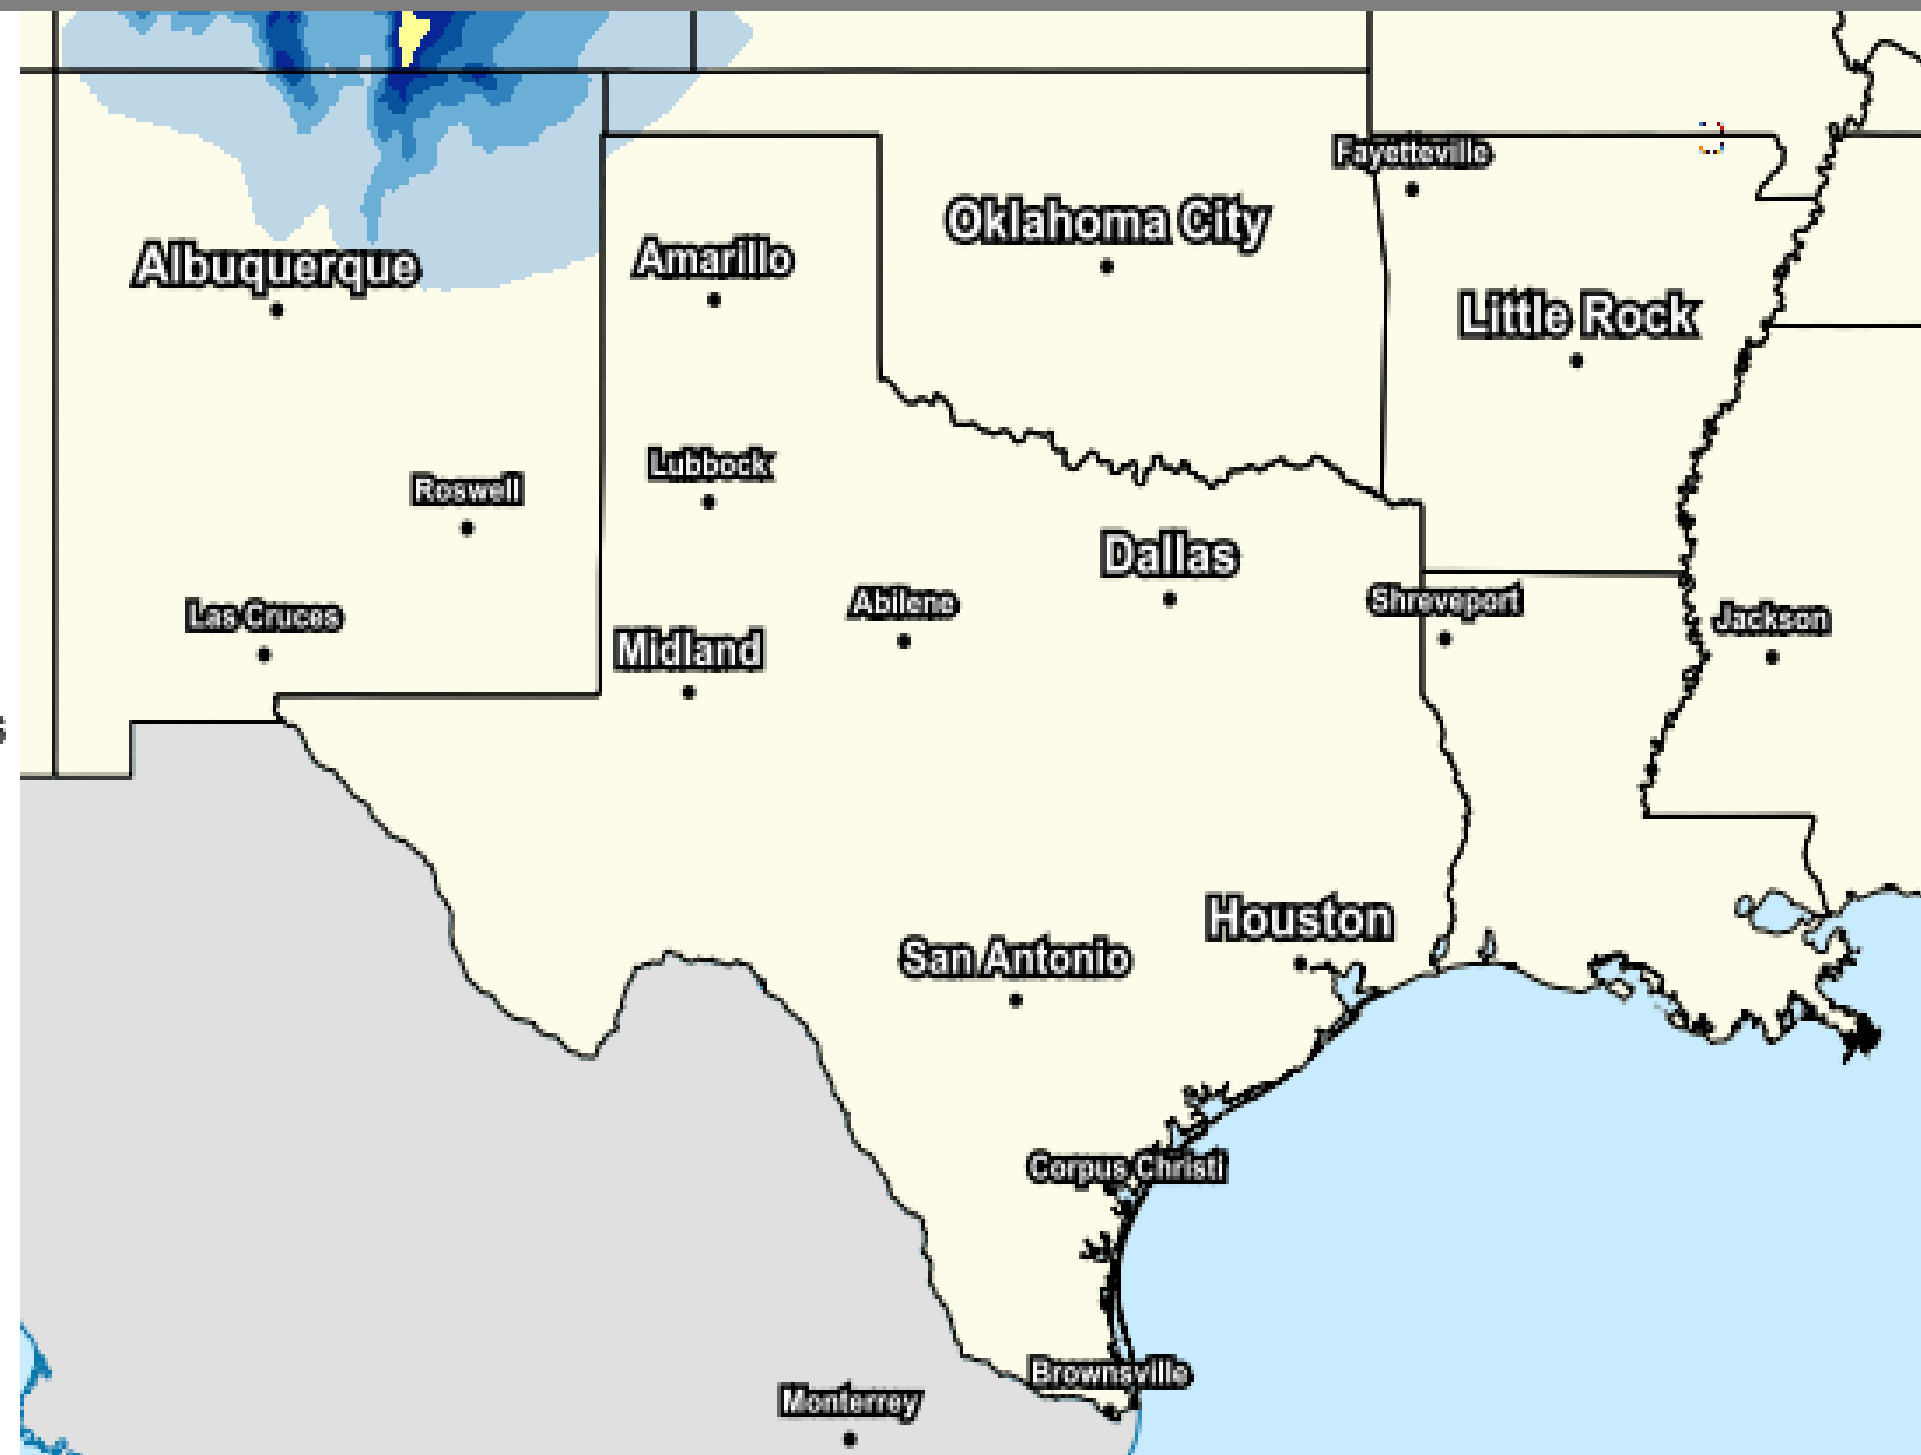 Fayetteville
Oklahoma City
Albuquerque
Amarillo
Little Rock
Lubbock
Roswell
Dallas
Abilene
Shreveport
Las Cruces
Jackson
Midland
Houston
San Antonio
Corpus Christi
Brownsville
Monterrey